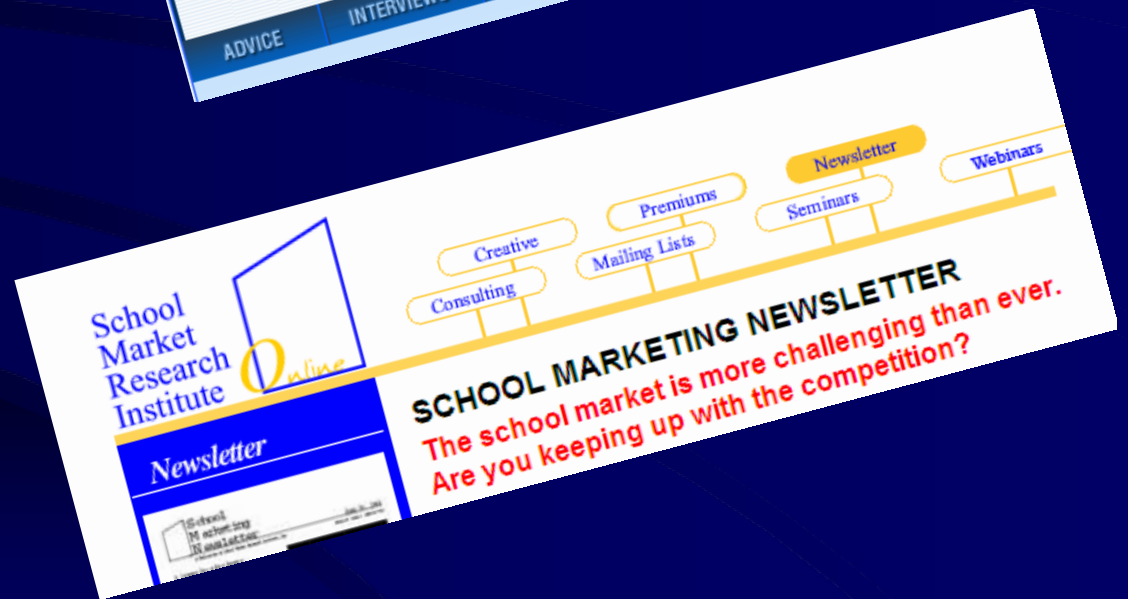 ADVICE
INTERVIEWS
Newsletter
Webinars
Premiums
Seminars
Creative
Mailing Lists
Consulting
School
Market
Research
Institute
Online
SCHOOL MARKETING NEWSLETTER
The school market is more challenging than ever.
Are you keeping up with the competition?
Newsletter
School
Marketing
Newsletter